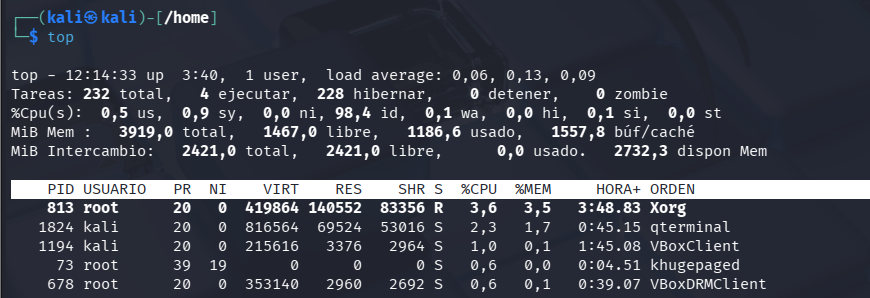 ┌──(kali㉿kali)-[/home]
└─$ top
top - 12:14:33 up  3:40,  1 user,  load average: 0,06, 0,13, 0,09
Tareas: 232 total,   4 ejecutar, 228 hibernar,   0 detener,   0 zombie
%Cpu(s):  0,5 us,  0,9 sy,  0,0 ni, 98,4 id,  0,1 wa,  0,0 hi,  0,1 si,  0,0 st
MiB Mem :   3919,0 total,   1467,0 libre,   1186,6 usado,   1557,8 búf/caché
MiB Intercambio:   2421,0 total,   2421,0 libre,      0,0 usado.   2732,3 dispon Mem
PID USUARIO   PR  NI    VIRT    RES    SHR S  %CPU  %MEM     HORA+ ORDEN
813 root      20   0  419864 140552  83356 R   3,6   3,5   3:48.83 Xorg
1824 kali      20   0  816564  69524  53016 S   2,3   1,7   0:45.15 qterminal
1194 kali      20   0  215616   3376   2964 S   1,0   0,1   1:45.08 VBoxClient
73 root      39  19       0      0      0 S   0,6   0,0   0:04.51 khugepaged
678 root      20   0  353140   2960   2692 S   0,6   0,1   0:39.07 VBoxDRMClient